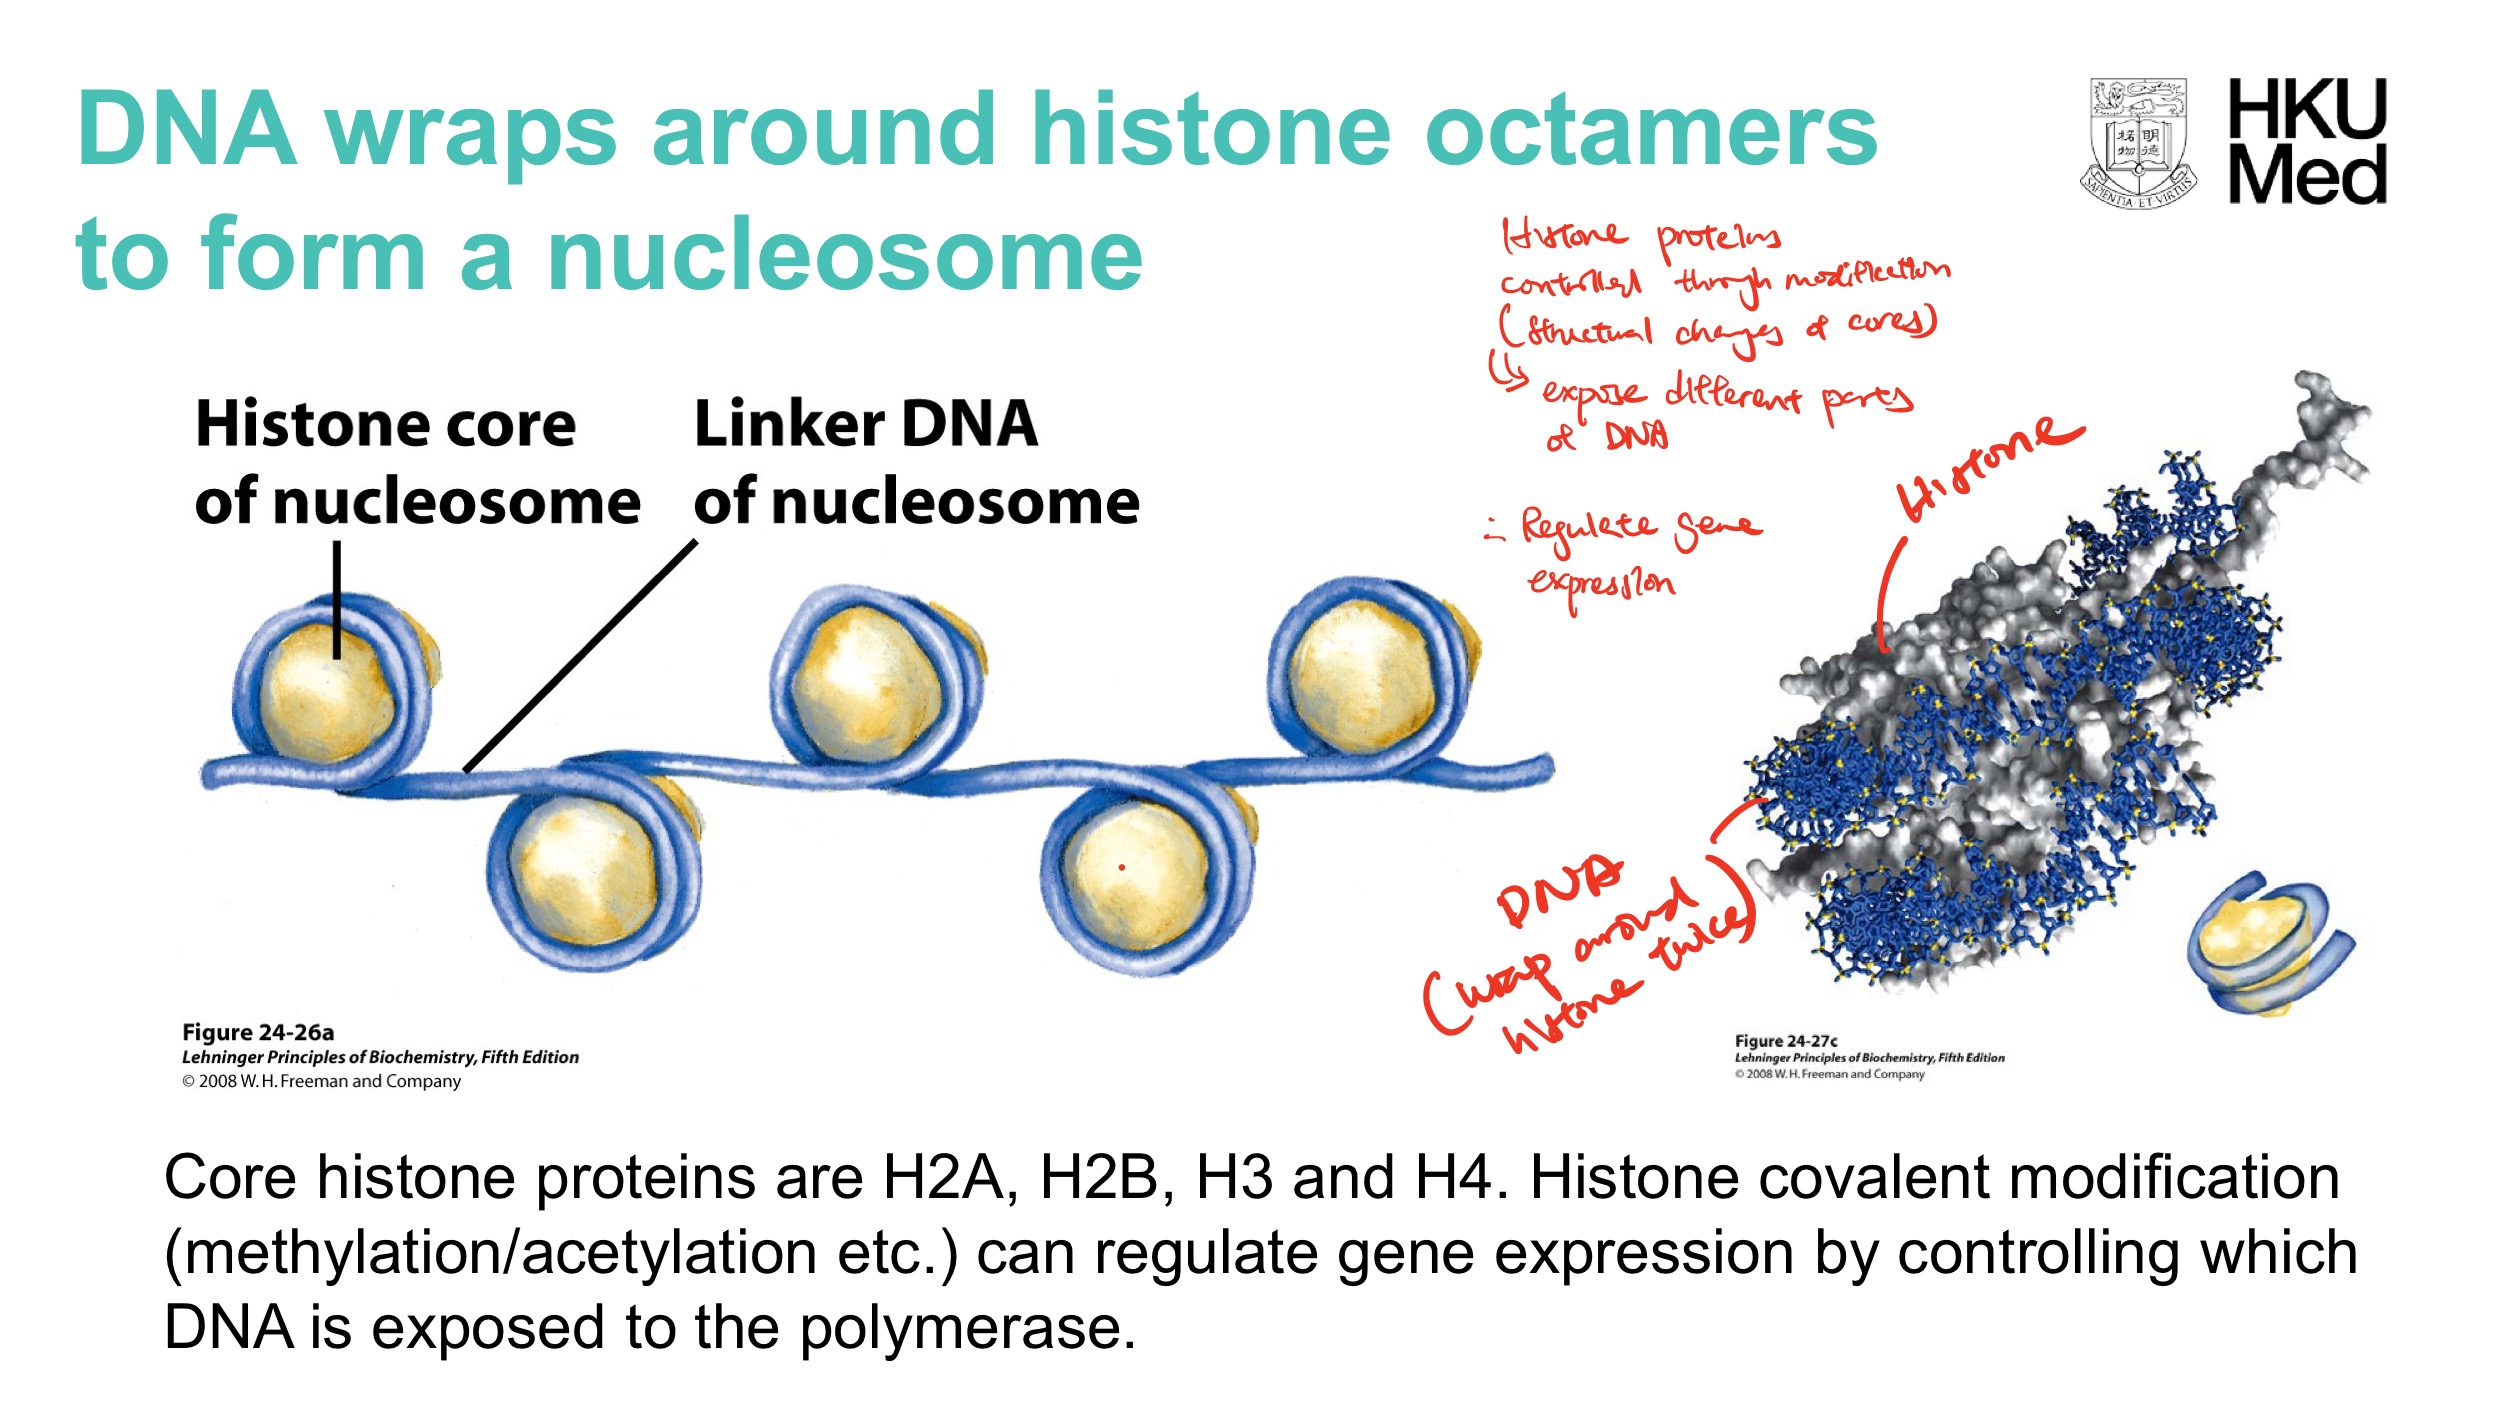 DNA wraps around histone octamers
to form a nucleosome
HKU
Med
明德
格物
SAPIENTIA·ET·VIRTUS
Histone proteins
controlled through modification
(structural changes of cores)
expose different parts
of DNA
∴ Regulate gene
expression
Histone core
of nucleosome
Linker DNA
of nucleosome
Histone
DNA
(wrap around
histone twice)
Figure 24-26a
Lehninger Principles of Biochemistry, Fifth Edition
© 2008 W. H. Freeman and Company
Figure 24-27c
Lehninger Principles of Biochemistry, Fifth Edition
© 2008 W. H. Freeman and Company
Core histone proteins are H2A, H2B, H3 and H4. Histone covalent modification
(methylation/acetylation etc.) can regulate gene expression by controlling which
DNA is exposed to the polymerase.